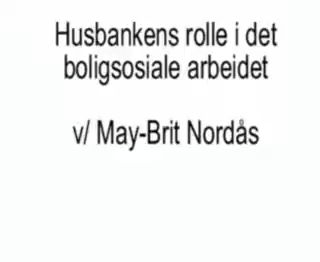 Husbankens rolle i det
boligsosiale arbeidet
v/ May-Brit Nordås